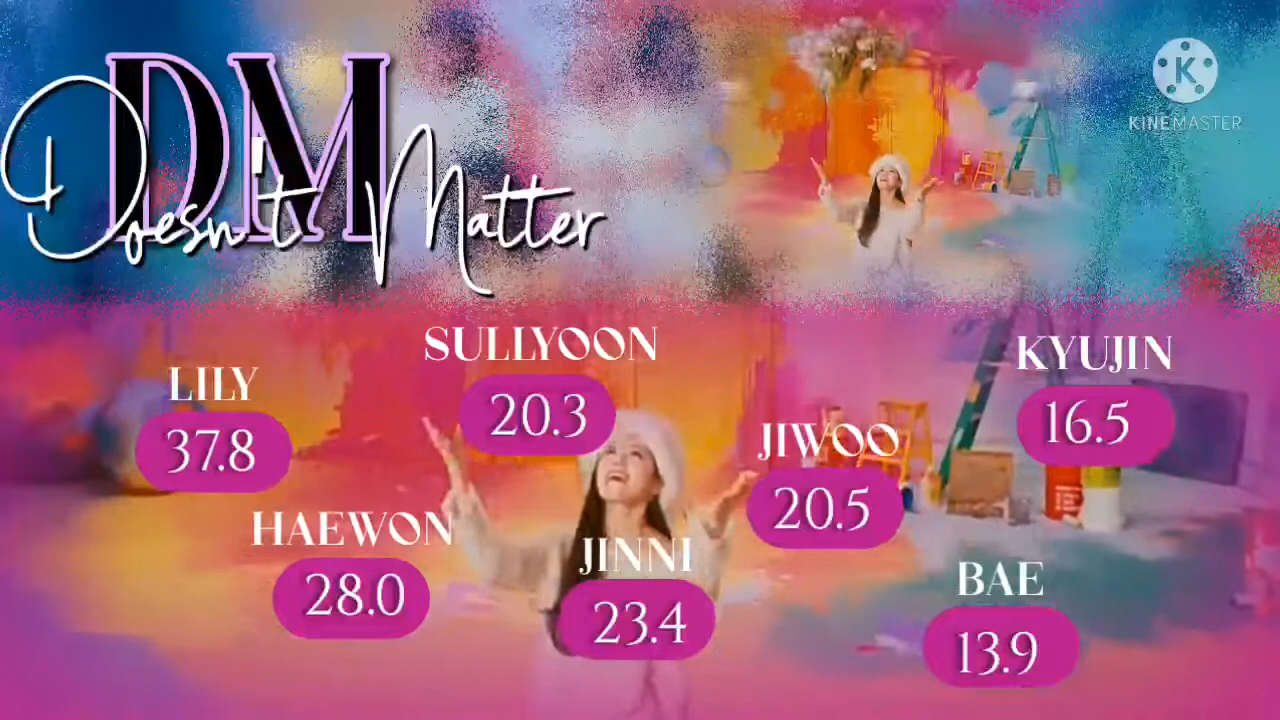 DM
Doesn't Matter
K
KINEMASTER
LILY
37.8
SULLYOON
20.3
KYUJIN
16.5
JIWOO
20.5
HAEWON
28.0
JINNI
23.4
BAE
13.9